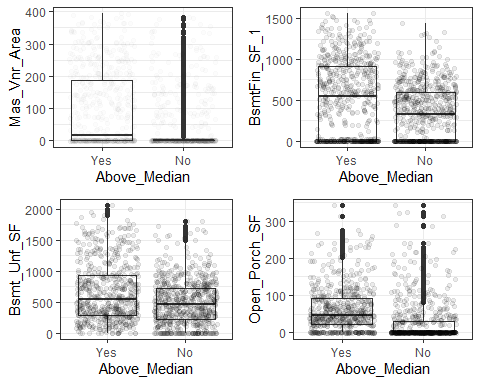 Mas_Vnr_Area
400
300
200
100
0
Yes No
Above_Median
BsmtFin_SF_1
1500
1000
500
0
Yes No
Above_Median
Bsmt_Unf_SF
2000
1500
1000
500
0
Yes No
Above_Median
Open_Porch_SF
300
200
100
0
Yes No
Above_Median